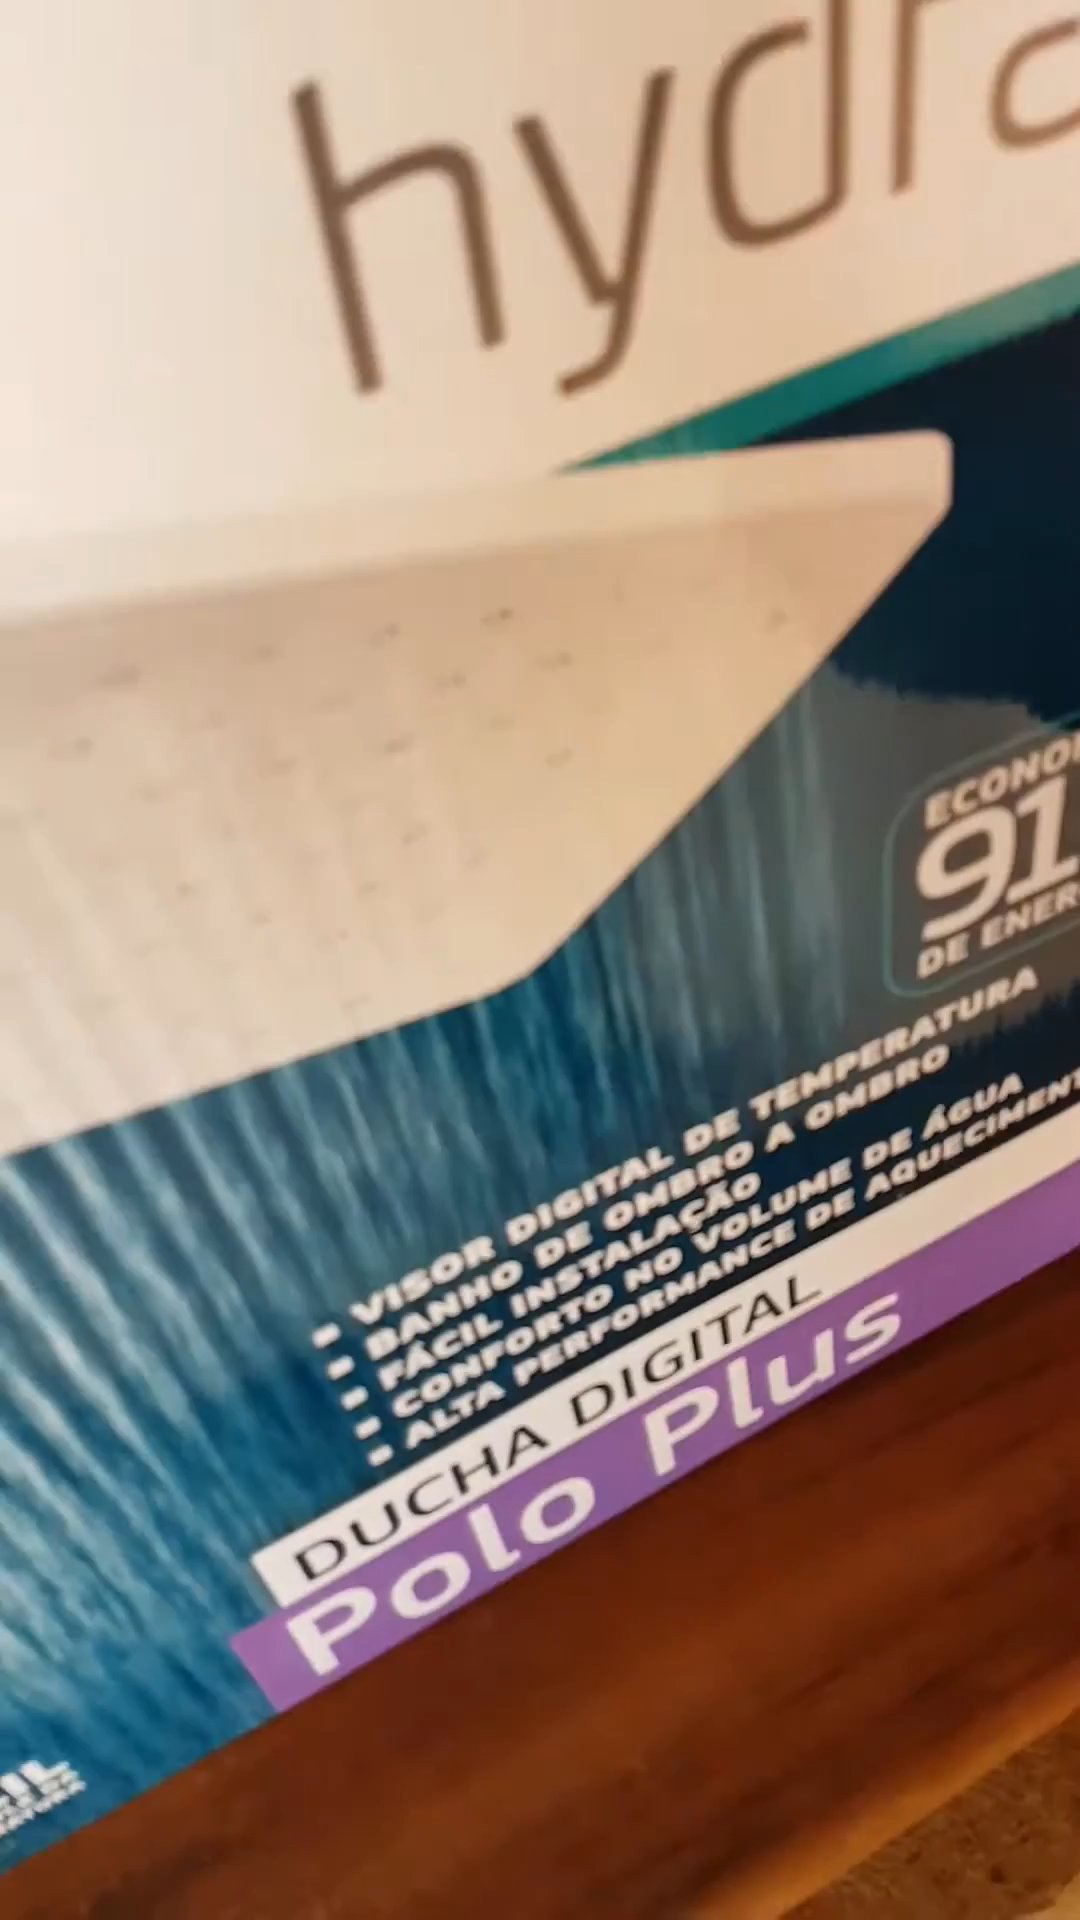 hydra
ECONO
91
DE ENER
VISOR DIGITAL DE TEMPERATURA
BANHO DE OMBRO A OMBRO
FÁCIL INSTALAÇÃO
CONFORTO NO VOLUME DE ÁGUA
ALTA PERFORMANCE DE AQUECIMENT
DUCHA DIGITAL
Polo Plus